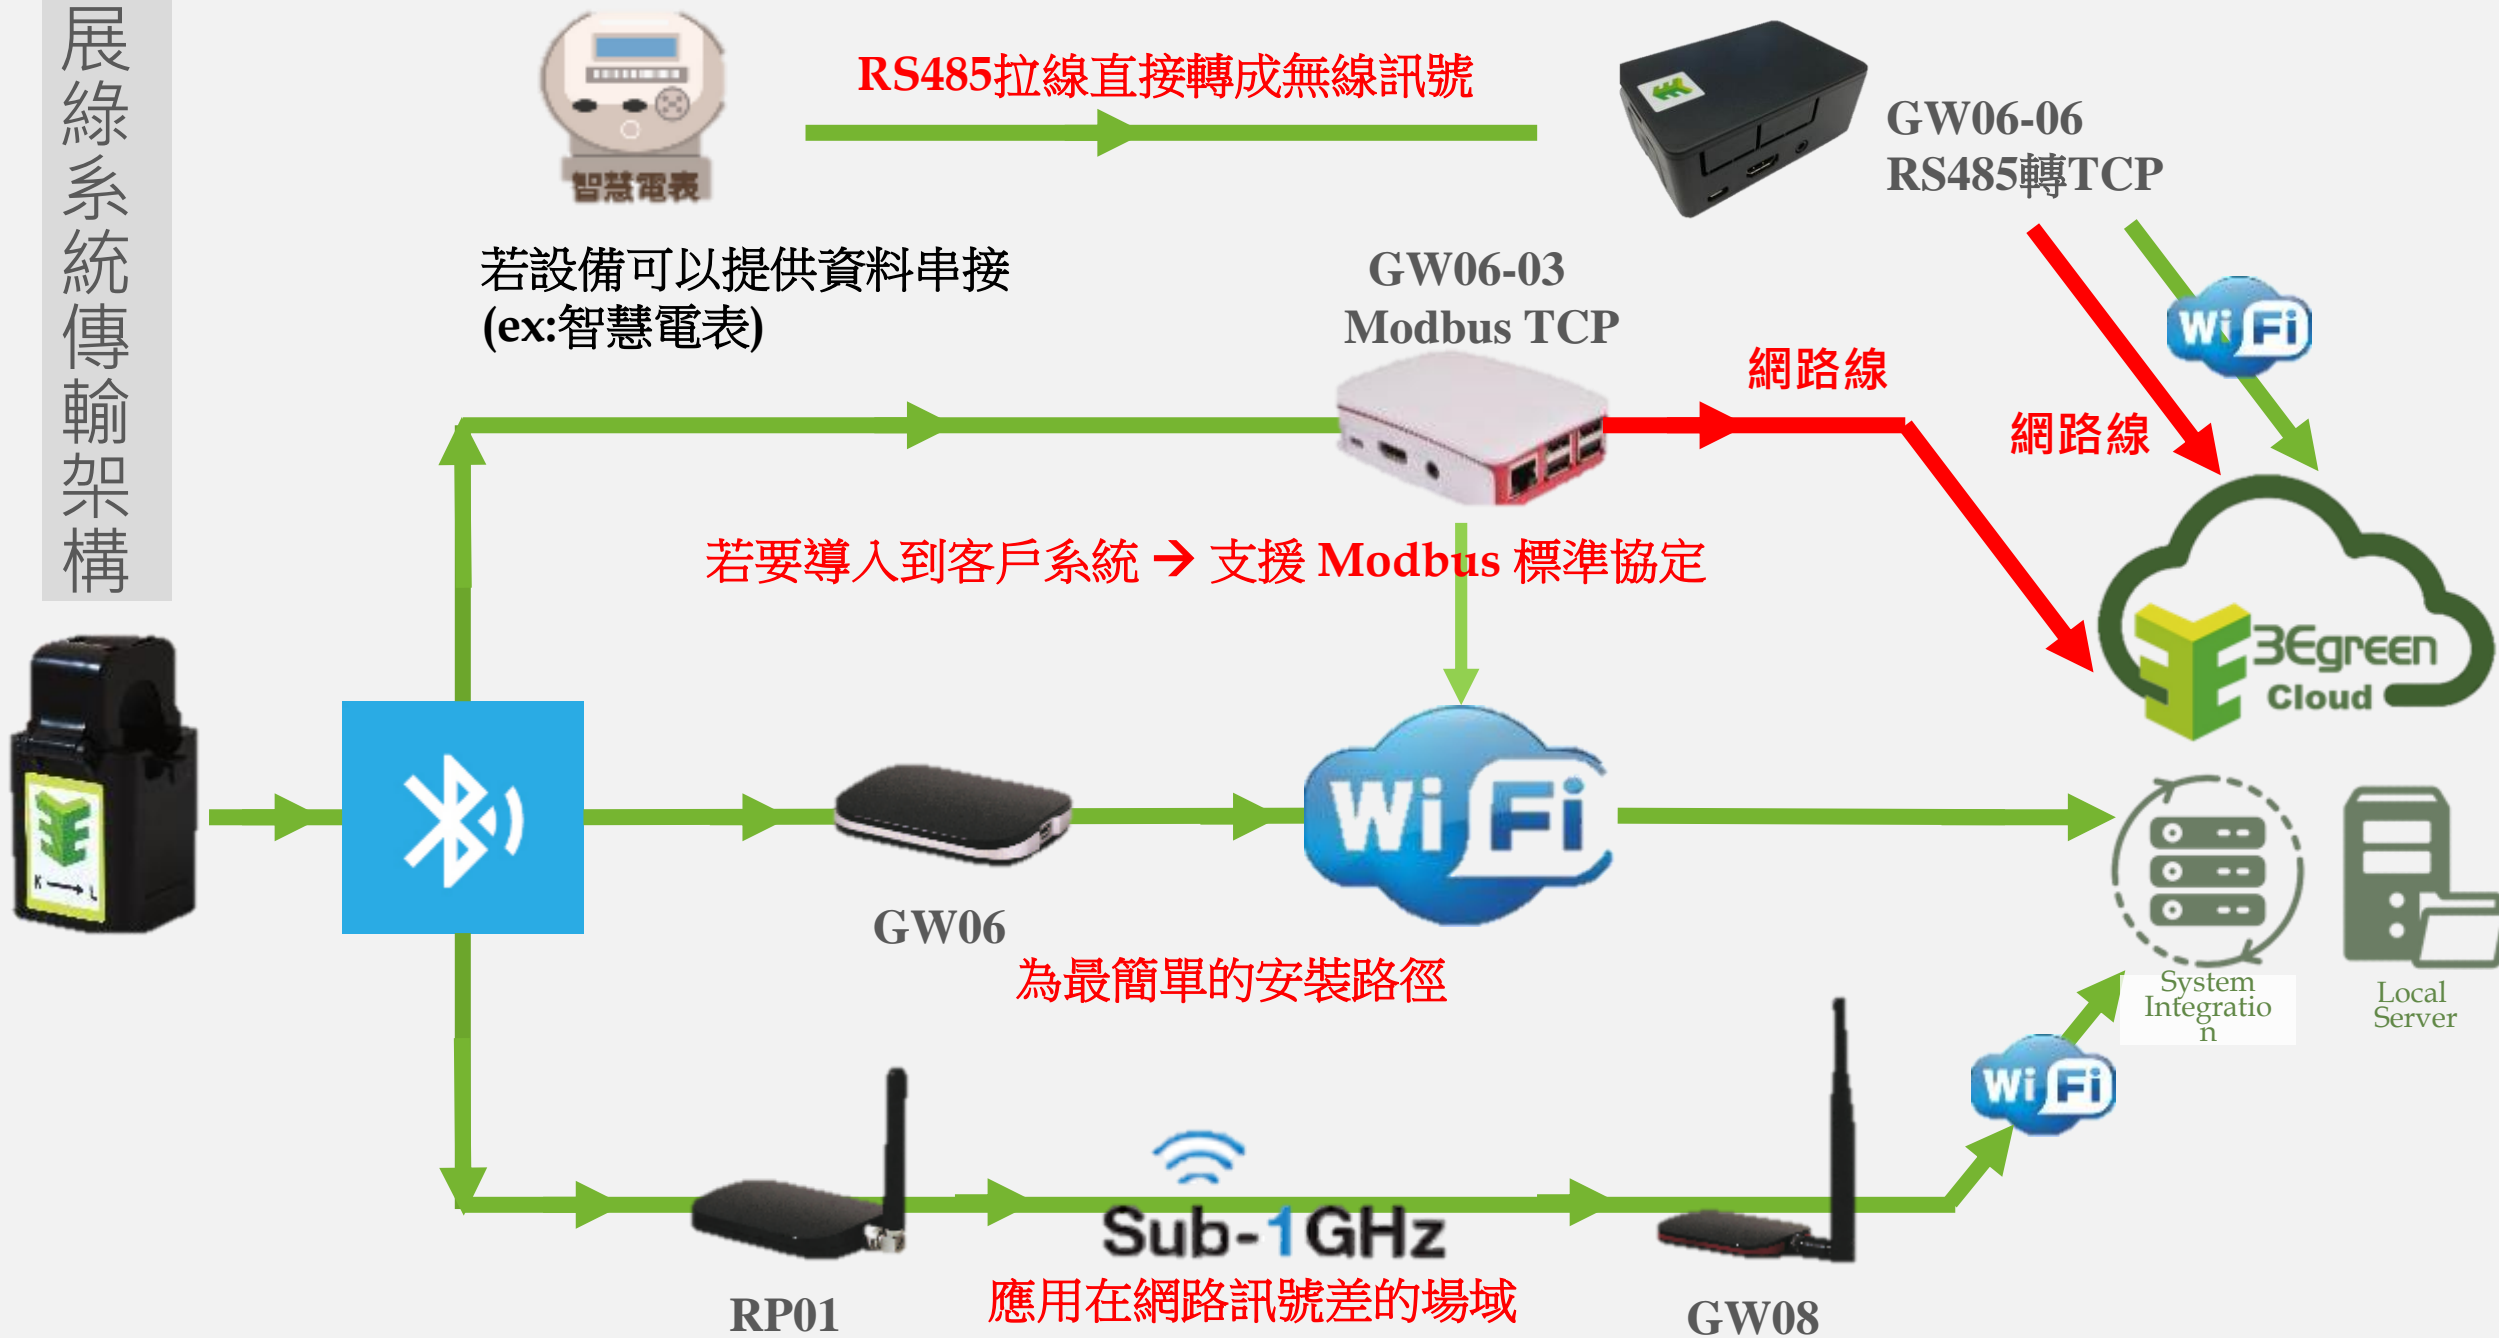 展綠系統傳輸架構
RS485拉線直接轉成無線訊號
智慧電表
GW06-06
RS485轉TCP
若設備可以提供資料串接
(ex:智慧電表)
GW06-03
Modbus TCP
網路線
Wi Fi
網路線
若要導入到客戶系統 → 支援 Modbus 標準協定
3Egreen
Cloud
K → L
Wi Fi
GW06
為最簡單的安裝路徑
System
Integratio
n
Local
Server
Wi Fi
Sub-1GHz
應用在網路訊號差的場域
RP01
GW08